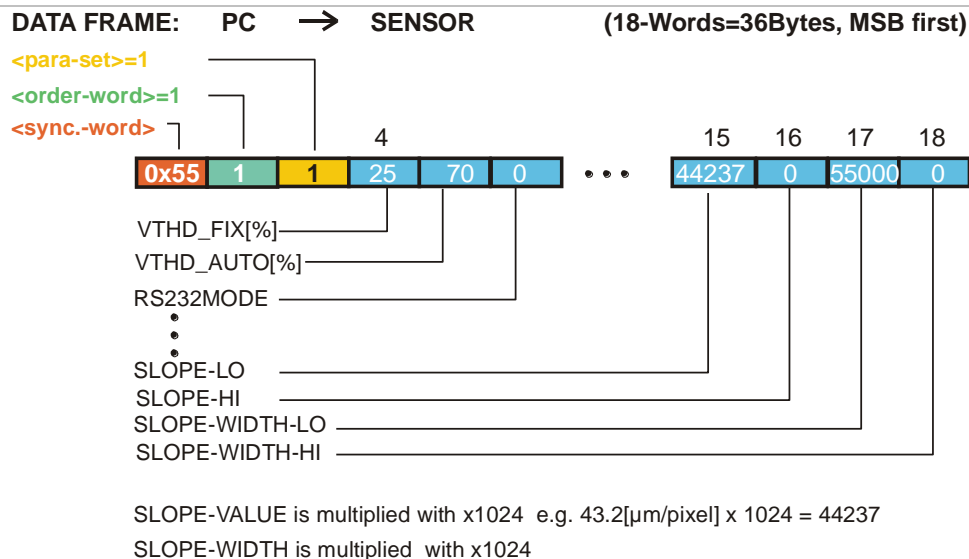 DATA FRAME: PC → SENSOR (18-Words=36Bytes, MSB first)
<para-set>=1
<order-word>=1
<sync.-word>
4 15 16 17 18
0x55 1 1 25 70 0 • • • 44237 0 55000 0
VTHD_FIX[%]
VTHD_AUTO[%]
RS232MODE
SLOPE-LO
SLOPE-HI
SLOPE-WIDTH-LO
SLOPE-WIDTH-HI
SLOPE-VALUE is multiplied with x1024 e.g. 43.2[µm/pixel] x 1024 = 44237
SLOPE-WIDTH is multiplied with x1024